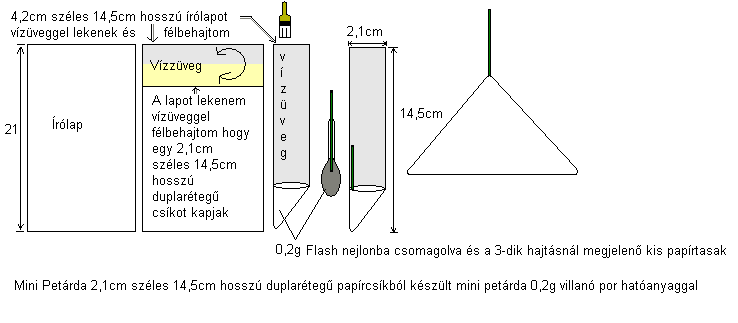 4,2cm széles 14,5cm hosszú írólapot
vízüveggel lekenek és félbehajtom
2,1cm
Vízzüveg
vízüveg
A lapot lekenem
vízüveggel
félbehajtom hogy
egy 2,1cm
széles 14,5cm
hosszú
duplarétegű
csíkot kapjak
Írólap
21
14,5cm
0,2g Flash nejlonba csomagolva és a 3-dik hajtásnál megjelenő kis papírtasak
Mini Petárda 2,1cm széles 14,5cm hosszú duplarétegű papírcsíkból készült mini petárda 0,2g villanó por hatóanyaggal